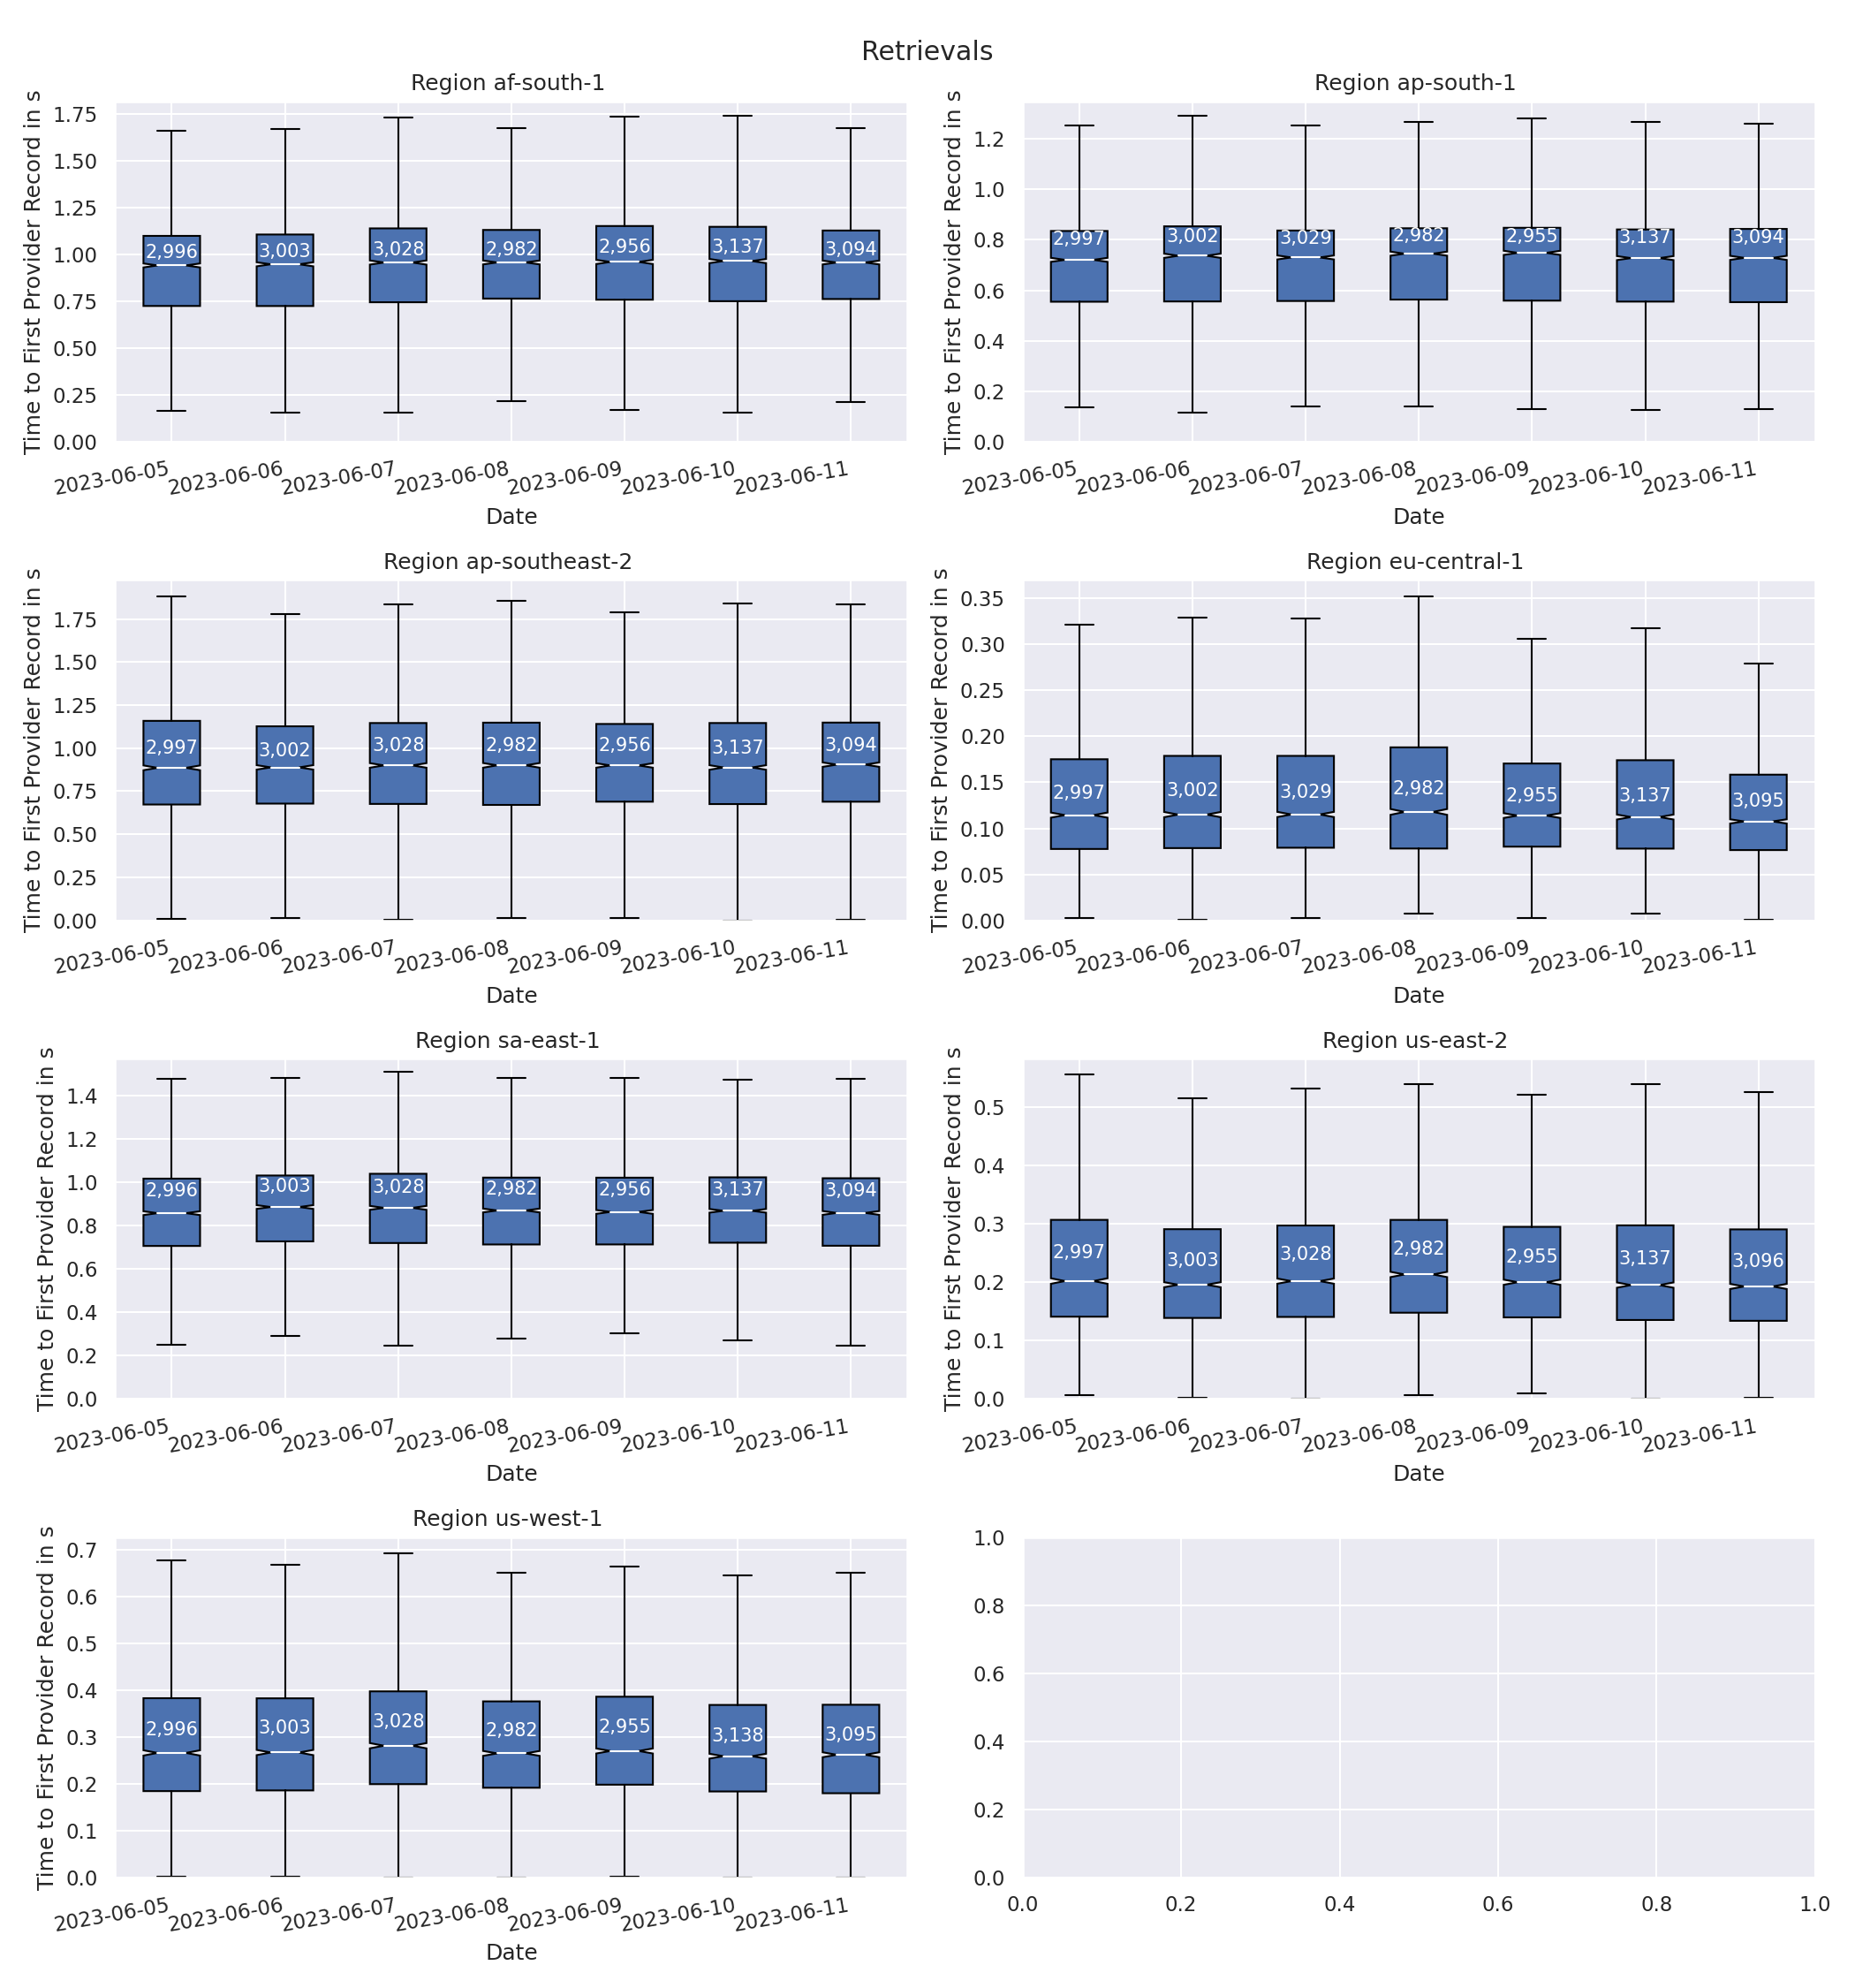 Retrievals
Region af-south-1
Time to First Provider Record in s
1.75
1.50
1.25
1.00
0.75
0.50
0.25
0.00
2,996 3,003 3,028 2,982 2,956 3,137 3,094
2023-06-05 2023-06-06 2023-06-07 2023-06-08 2023-06-09 2023-06-10 2023-06-11
Date
Region ap-south-1
Time to First Provider Record in s
1.2
1.0
0.8
0.6
0.4
0.2
0.0
2,997 3,002 3,029 2,982 2,955 3,137 3,094
2023-06-05 2023-06-06 2023-06-07 2023-06-08 2023-06-09 2023-06-10 2023-06-11
Date
Region ap-southeast-2
Time to First Provider Record in s
1.75
1.50
1.25
1.00
0.75
0.50
0.25
0.00
2,997 3,002 3,028 2,982 2,956 3,137 3,094
2023-06-05 2023-06-06 2023-06-07 2023-06-08 2023-06-09 2023-06-10 2023-06-11
Date
Region eu-central-1
Time to First Provider Record in s
0.35
0.30
0.25
0.20
0.15
0.10
0.05
0.00
2,997 3,002 3,029 2,982 2,955 3,137 3,095
2023-06-05 2023-06-06 2023-06-07 2023-06-08 2023-06-09 2023-06-10 2023-06-11
Date
Region sa-east-1
Time to First Provider Record in s
1.4
1.2
1.0
0.8
0.6
0.4
0.2
0.0
2,996 3,003 3,028 2,982 2,956 3,137 3,094
2023-06-05 2023-06-06 2023-06-07 2023-06-08 2023-06-09 2023-06-10 2023-06-11
Date
Region us-east-2
Time to First Provider Record in s
0.5
0.4
0.3
0.2
0.1
0.0
2,997 3,003 3,028 2,982 2,955 3,137 3,096
2023-06-05 2023-06-06 2023-06-07 2023-06-08 2023-06-09 2023-06-10 2023-06-11
Date
Region us-west-1
Time to First Provider Record in s
0.7
0.6
0.5
0.4
0.3
0.2
0.1
0.0
2,996 3,003 3,028 2,982 2,955 3,138 3,095
2023-06-05 2023-06-06 2023-06-07 2023-06-08 2023-06-09 2023-06-10 2023-06-11
Date
1.0
0.8
0.6
0.4
0.2
0.0
0.0 0.2 0.4 0.6 0.8 1.0